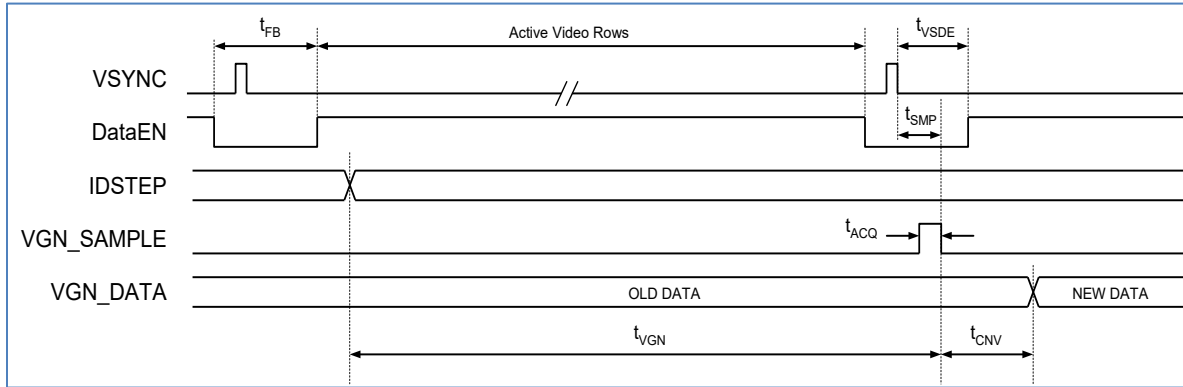 tFB
Active Video Rows
tVSDE
VSYNC
tSMP
DataEN
IDSTEP
VGN_SAMPLE
tACQ
VGN_DATA
OLD DATA
NEW DATA
tVGN
tCNV